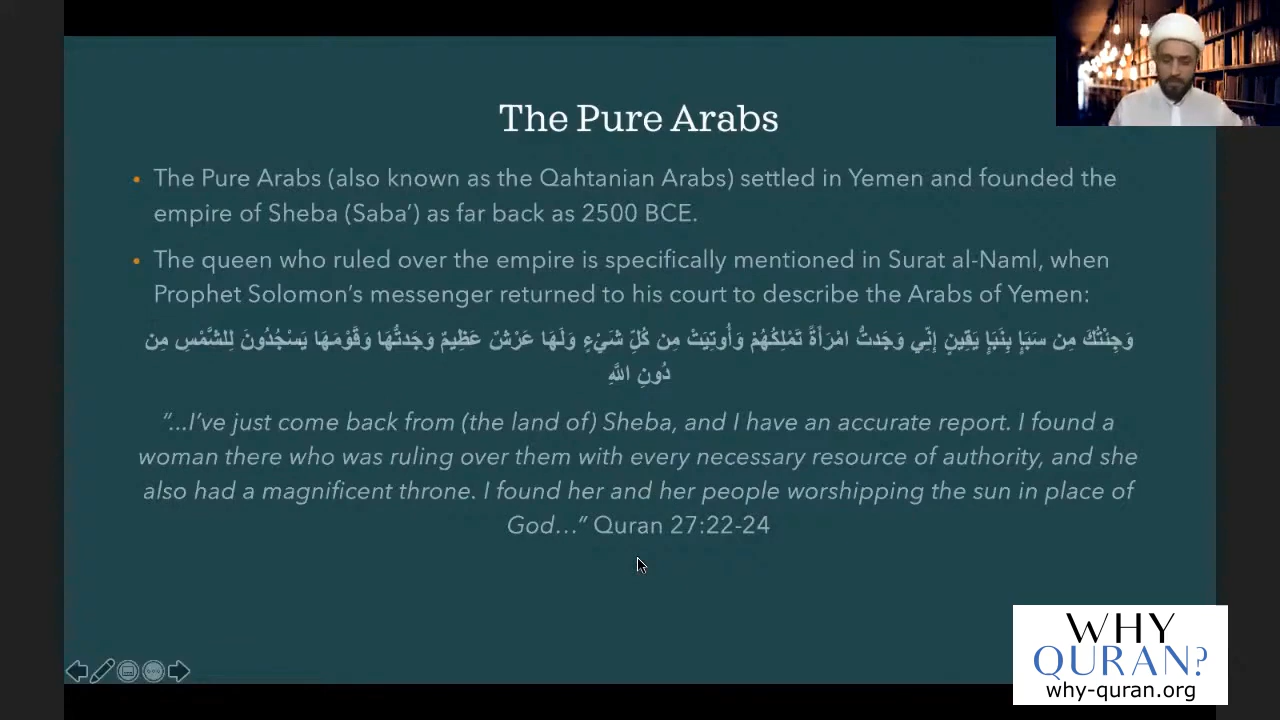 The Pure Arabs
• The Pure Arabs (also known as the Qahtanian Arabs) settled in Yemen and founded the
empire of Sheba (Saba’) as far back as 2500 BCE.
• The queen who ruled over the empire is specifically mentioned in Surat al-Naml, when
Prophet Solomon’s messenger returned to his court to describe the Arabs of Yemen:
وَجِئْتُكَ مِن سَبَإٍ بِنَبَإٍ يَقِينٍ إِنِّي وَجَدتُّ امْرَأَةً تَمْلِكُهُمْ وَأُوتِيَتْ مِن كُلِّ شَيْءٍ وَلَهَا عَرْشٌ عَظِيمٌ وَجَدتُّهَا وَقَوْمَهَا يَسْجُدُونَ لِلشَّمْسِ مِن
دُونِ اللَّهِ
“...I’ve just come back from (the land of) Sheba, and I have an accurate report. I found a
woman there who was ruling over them with every necessary resource of authority, and she
also had a magnificent throne. I found her and her people worshipping the sun in place of
God...” Quran 27:22-24
WHY
QURAN?
why-quran.org